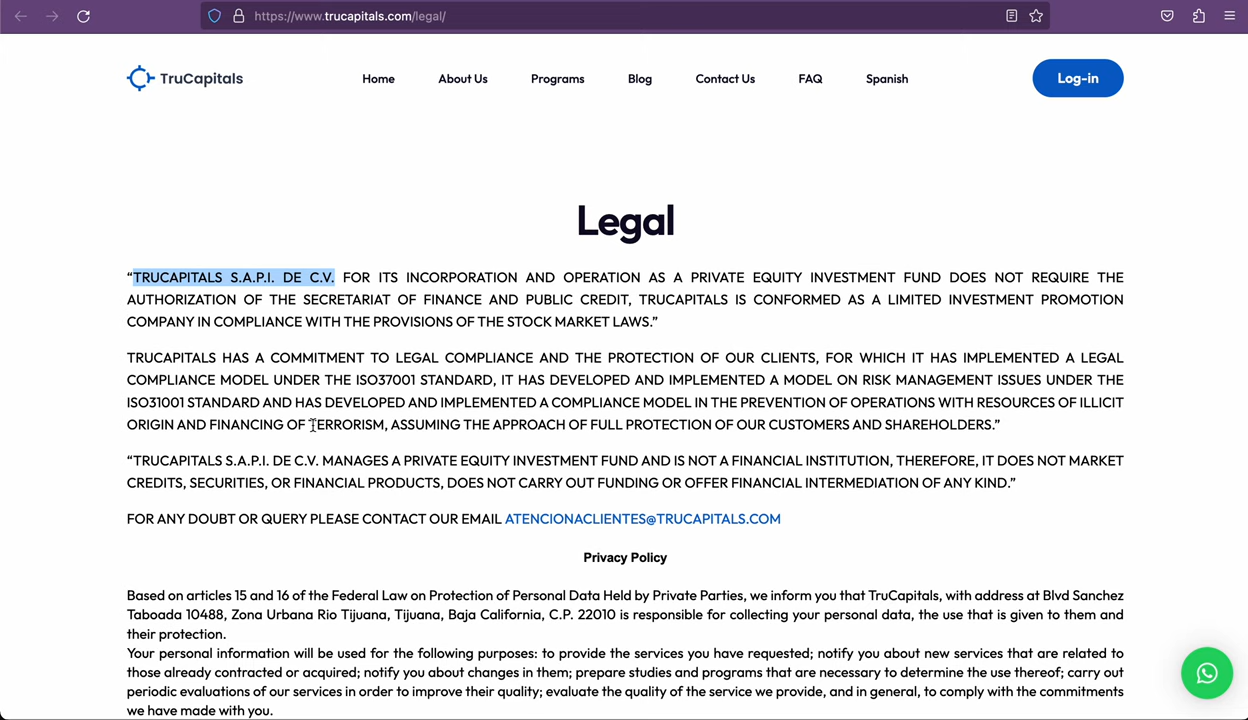 https://www.trucapitals.com/legal/
TruCapitals
Home
About Us
Programs
Blog
Contact Us
FAQ
Spanish
Log-in
Legal
“TRUCAPITALS S.A.P.I. DE C.V. FOR ITS INCORPORATION AND OPERATION AS A PRIVATE EQUITY INVESTMENT FUND DOES NOT REQUIRE THE
AUTHORIZATION OF THE SECRETARIAT OF FINANCE AND PUBLIC CREDIT, TRUCAPITALS IS CONFORMED AS A LIMITED INVESTMENT PROMOTION
COMPANY IN COMPLIANCE WITH THE PROVISIONS OF THE STOCK MARKET LAWS.”
TRUCAPITALS HAS A COMMITMENT TO LEGAL COMPLIANCE AND THE PROTECTION OF OUR CLIENTS, FOR WHICH IT HAS IMPLEMENTED A LEGAL
COMPLIANCE MODEL UNDER THE ISO37001 STANDARD, IT HAS DEVELOPED AND IMPLEMENTED A MODEL ON RISK MANAGEMENT ISSUES UNDER THE
ISO31001 STANDARD AND HAS DEVELOPED AND IMPLEMENTED A COMPLIANCE MODEL IN THE PREVENTION OF OPERATIONS WITH RESOURCES OF ILLICIT
ORIGIN AND FINANCING OF TERRORISM, ASSUMING THE APPROACH OF FULL PROTECTION OF OUR CUSTOMERS AND SHAREHOLDERS.”
“TRUCAPITALS S.A.P.I. DE C.V. MANAGES A PRIVATE EQUITY INVESTMENT FUND AND IS NOT A FINANCIAL INSTITUTION, THEREFORE, IT DOES NOT MARKET
CREDITS, SECURITIES, OR FINANCIAL PRODUCTS, DOES NOT CARRY OUT FUNDING OR OFFER FINANCIAL INTERMEDIATION OF ANY KIND.”
FOR ANY DOUBT OR QUERY PLEASE CONTACT OUR EMAIL ATENCIONACLIENTES@TRUCAPITALS.COM
Privacy Policy
Based on articles 15 and 16 of the Federal Law on Protection of Personal Data Held by Private Parties, we inform you that TruCapitals, with address at Blvd Sanchez
Taboada 10488, Zona Urbana Rio Tijuana, Tijuana, Baja California, C.P. 22010 is responsible for collecting your personal data, the use that is given to them and
their protection.
Your personal information will be used for the following purposes: to provide the services you have requested; notify you about new services that are related to
those already contracted or acquired; notify you about changes in them; prepare studies and programs that are necessary to determine the use thereof; carry out
periodic evaluations of our services in order to improve their quality; evaluate the quality of the service we provide, and in general, to comply with the commitments
we have made with you.